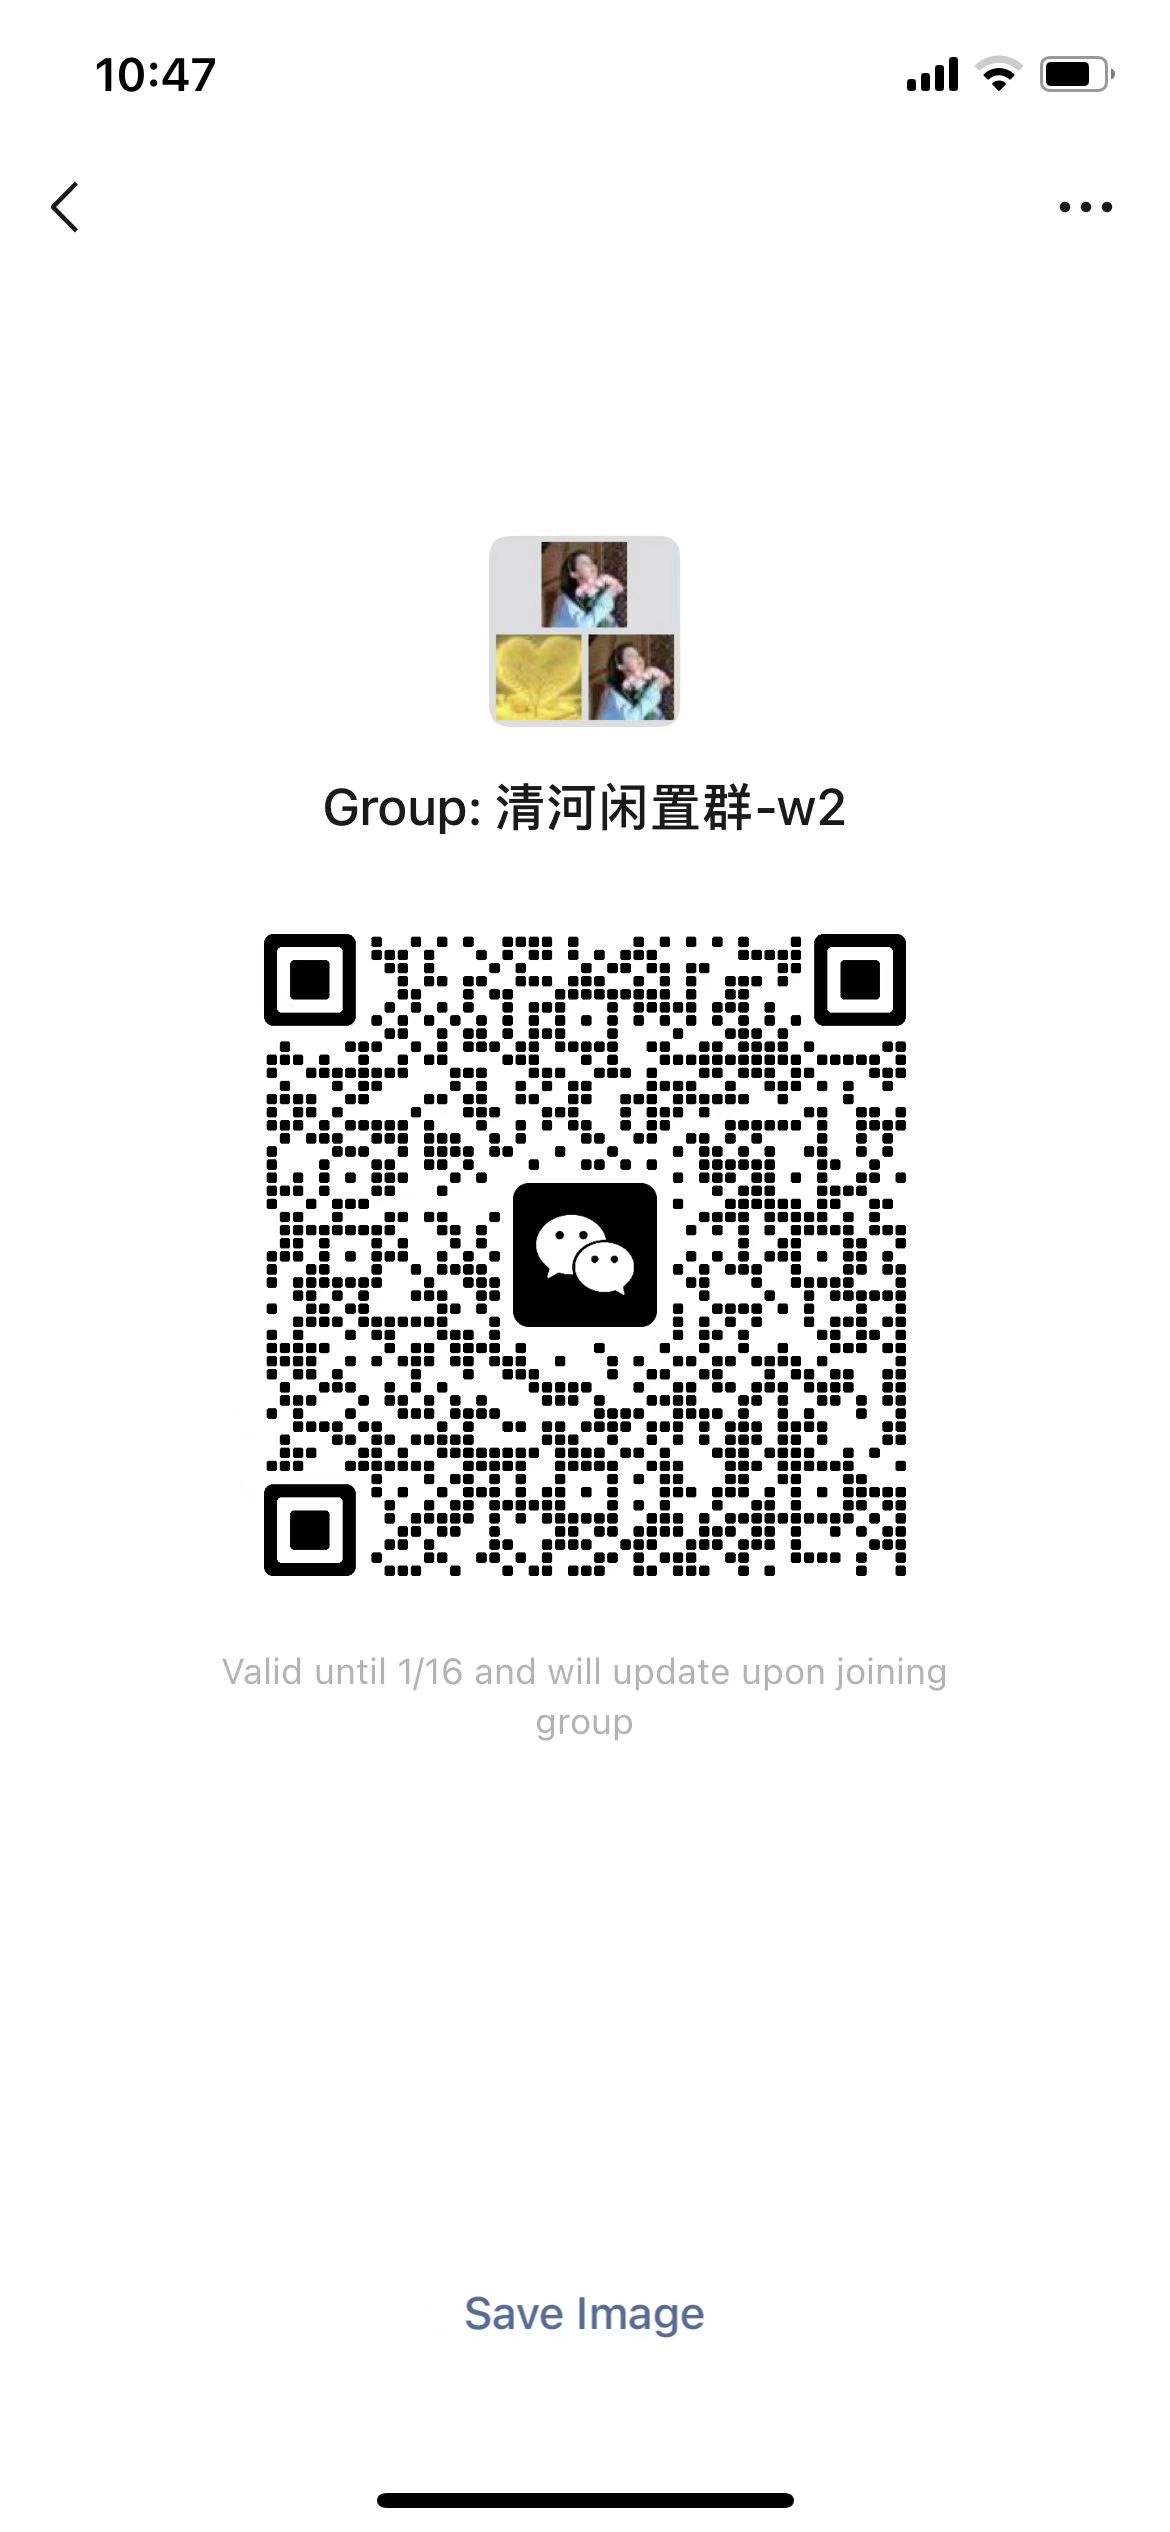 10:47
Group: 清河闲置群-w2
Valid until 1/16 and will update upon joining
group
Save Image